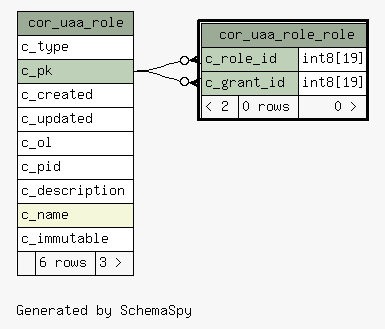 cor_uaa_role
c_type
c_pk
c_created
c_updated
c_ol
c_pid
c_description
c_name
c_immutable
6 rows 3 >
cor_uaa_role_role
c_role_id int8[19]
c_grant_id int8[19]
< 2 0 rows 0 >
Generated by SchemaSpy